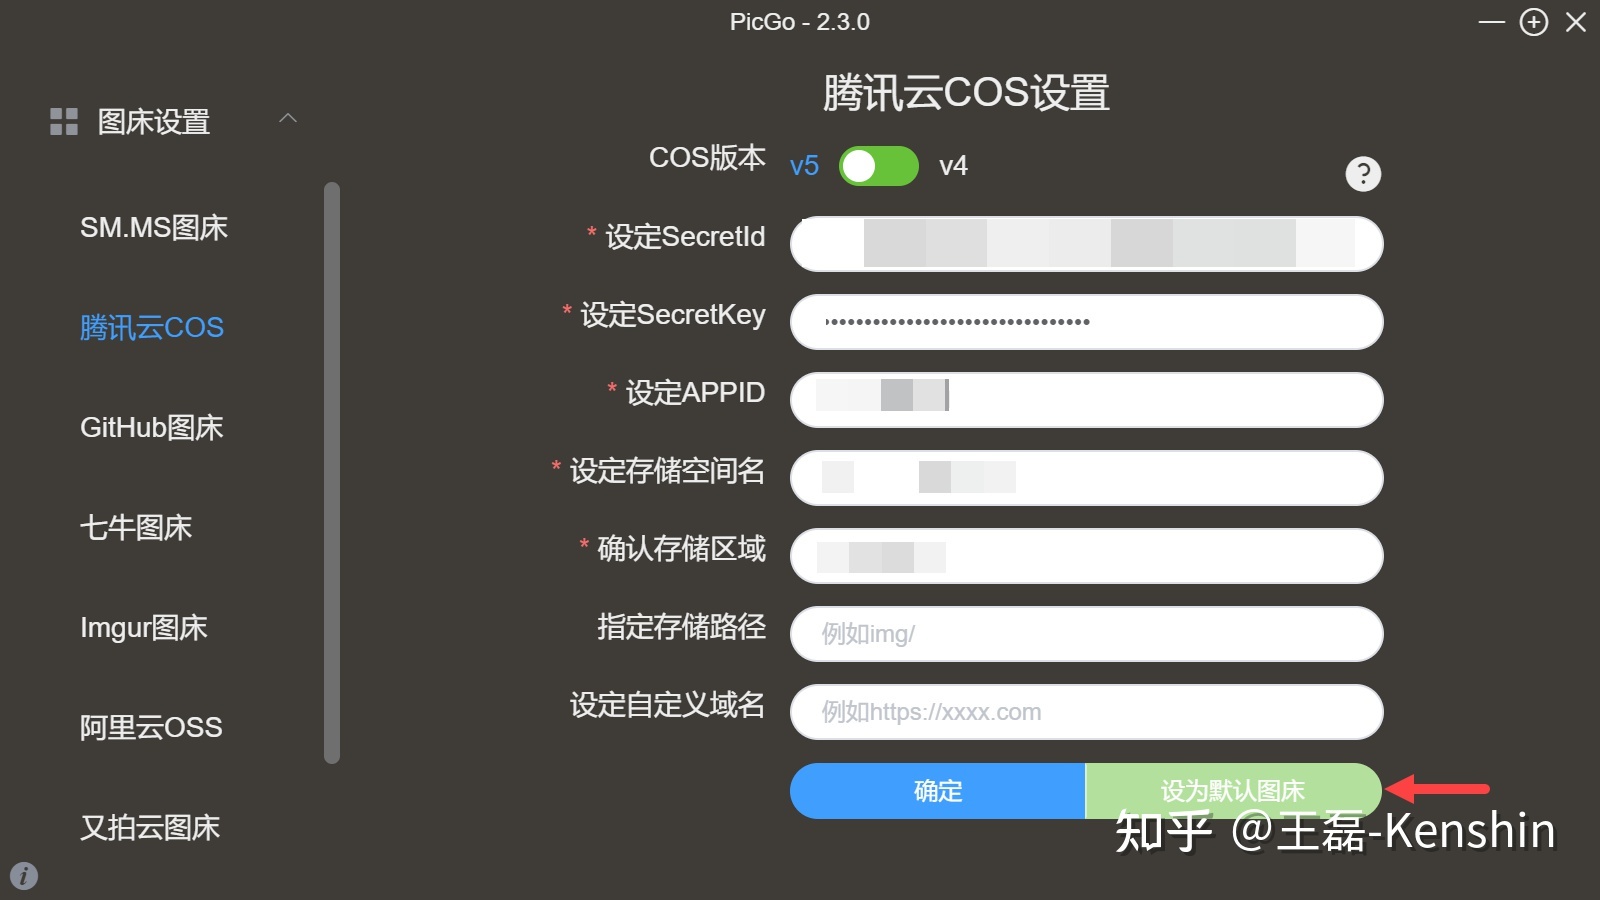 PicGo - 2.3.0
图床设置
SM.MS图床
腾讯云COS
GitHub图床
七牛图床
Imgur图床
阿里云OSS
又拍云图床
腾讯云COS设置
COS版本 v5 v4
* 设定SecretId
* 设定SecretKey ••••••••••••••••••••••••••••••
* 设定APPID
* 设定存储空间名
* 确认存储区域
指定存储路径 例如img/
设定自定义域名 例如https://xxxx.com
确定 设为默认图床
知乎 @王磊-Kenshin